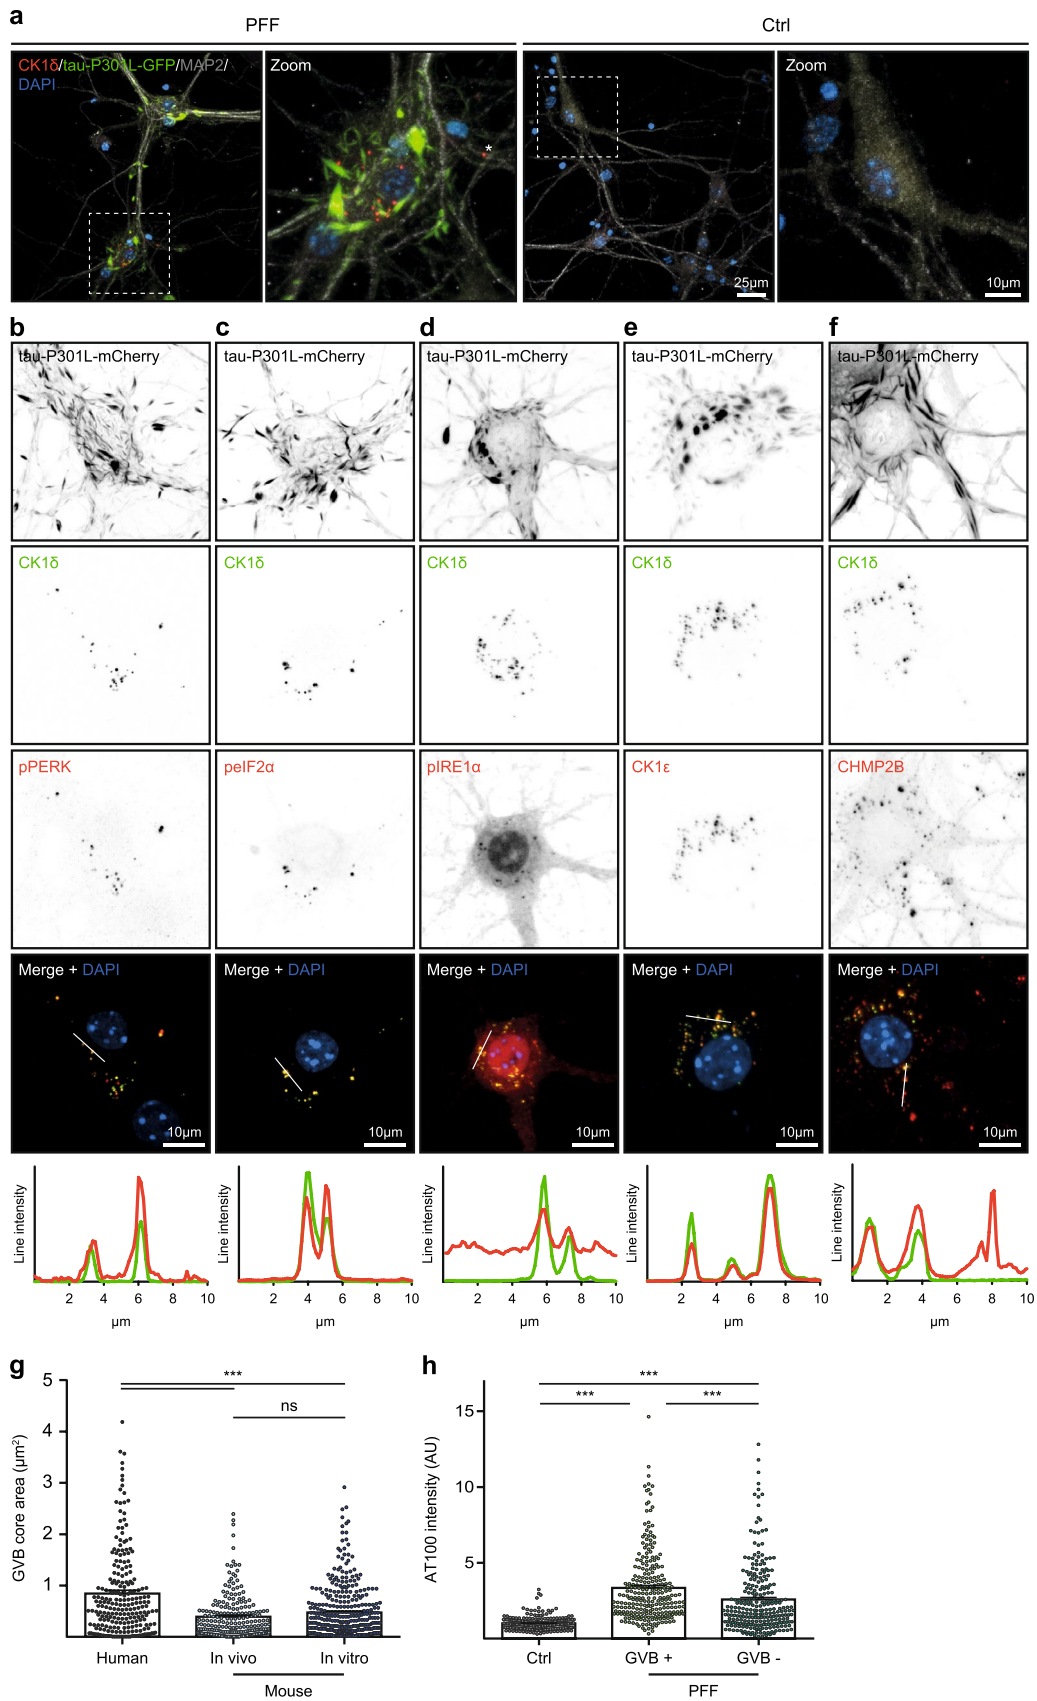 a
PFF
Ctrl
CK1δ/tau-P301L-GFP/MAP2/
DAPI
Zoom
*
25µm
Zoom
10µm
b
c
d
e
f
tau-P301L-mCherry
tau-P301L-mCherry
tau-P301L-mCherry
tau-P301L-mCherry
tau-P301L-mCherry
CK1δ
CK1δ
CK1δ
CK1δ
CK1δ
pPERK
peIF2α
pIRE1α
CK1ε
CHMP2B
Merge + DAPI
Merge + DAPI
Merge + DAPI
Merge + DAPI
Merge + DAPI
10µm
10µm
10µm
10µm
10µm
Line intensity
Line intensity
Line intensity
Line intensity
Line intensity
2 4 6 8 10
2 4 6 8 10
2 4 6 8 10
2 4 6 8 10
2 4 6 8 10
µm
µm
µm
µm
µm
g
GVB core area (µm²)
5
4
3
2
1
***
ns
Human
In vivo
In vitro
Mouse
h
AT100 intensity (AU)
15
10
5
***
***
***
Ctrl
GVB +
GVB -
PFF